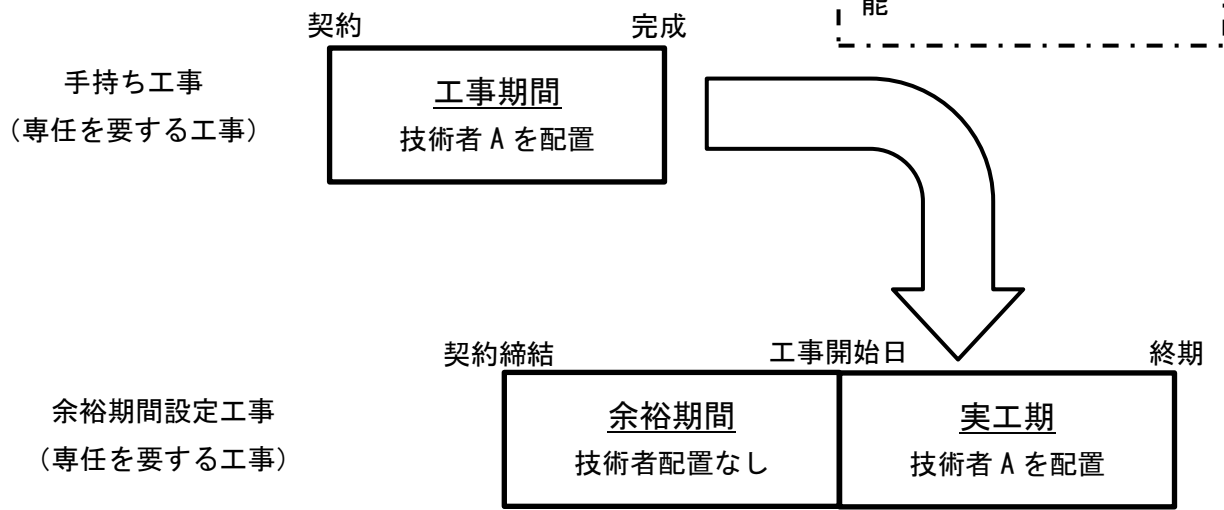 能
契約 完成
手持ち工事
（専任を要する工事）
工事期間
技術者 A を配置
契約締結 工事開始日 終期
余裕期間設定工事
（専任を要する工事）
余裕期間
技術者配置なし
実工期
技術者 A を配置